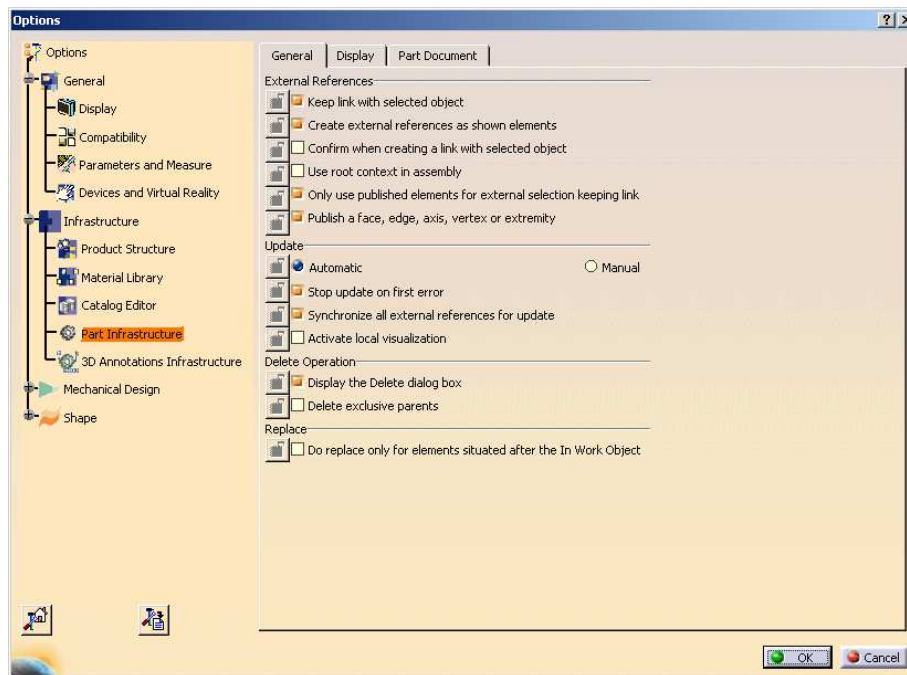 Options
Options
General
Display
Compatibility
Parameters and Measure
Devices and Virtual Reality
Infrastructure
Product Structure
Material Library
Catalog Editor
Part Infrastructure
3D Annotations Infrastructure
Mechanical Design
Shape
General Display Part Document
External References
Keep link with selected object
Create external references as shown elements
Confirm when creating a link with selected object
Use root context in assembly
Only use published elements for external selection keeping link
Publish a face, edge, axis, vertex or extremity
Update
Automatic Manual
Stop update on first error
Synchronize all external references for update
Activate local visualization
Delete Operation
Display the Delete dialog box
Delete exclusive parents
Replace
Do replace only for elements situated after the In Work Object
OK Cancel